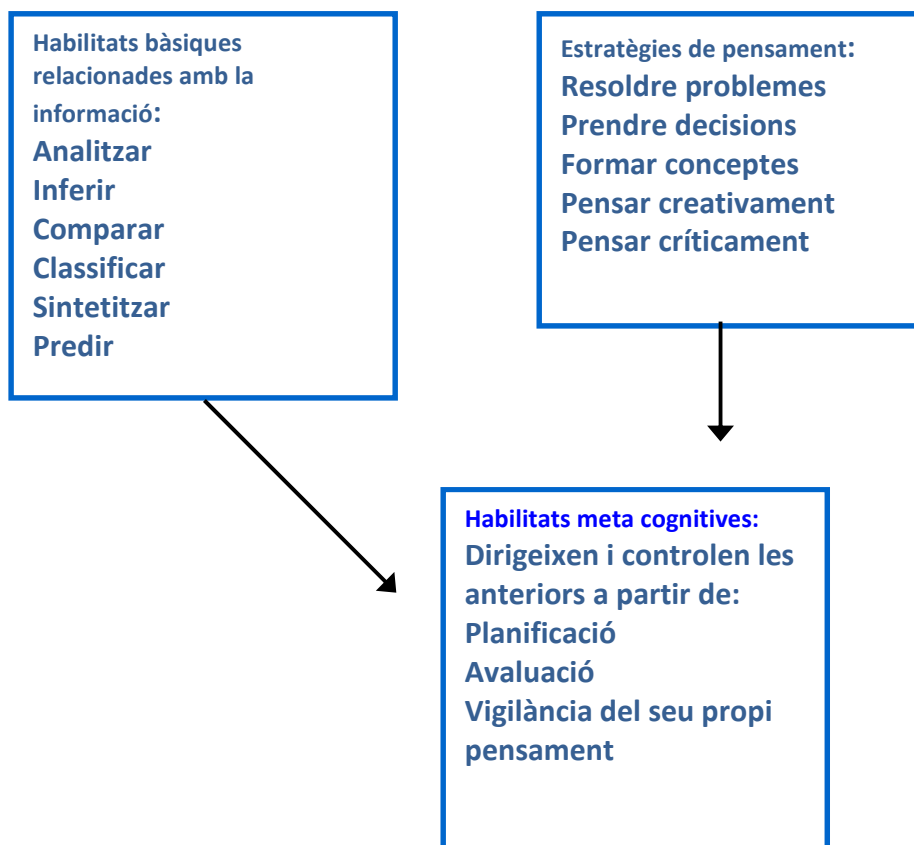 Habilitats bàsiques
relacionades amb la
informació:
Analitzar
Inferir
Comparar
Classificar
Sintetitzar
Predir
Estratègies de pensament:
Resoldre problemes
Prendre decisions
Formar conceptes
Pensar creativament
Pensar críticament
Habilitats meta cognitives:
Dirigeixen i controlen les
anteriors a partir de:
Planificació
Avaluació
Vigilància del seu propi
pensament